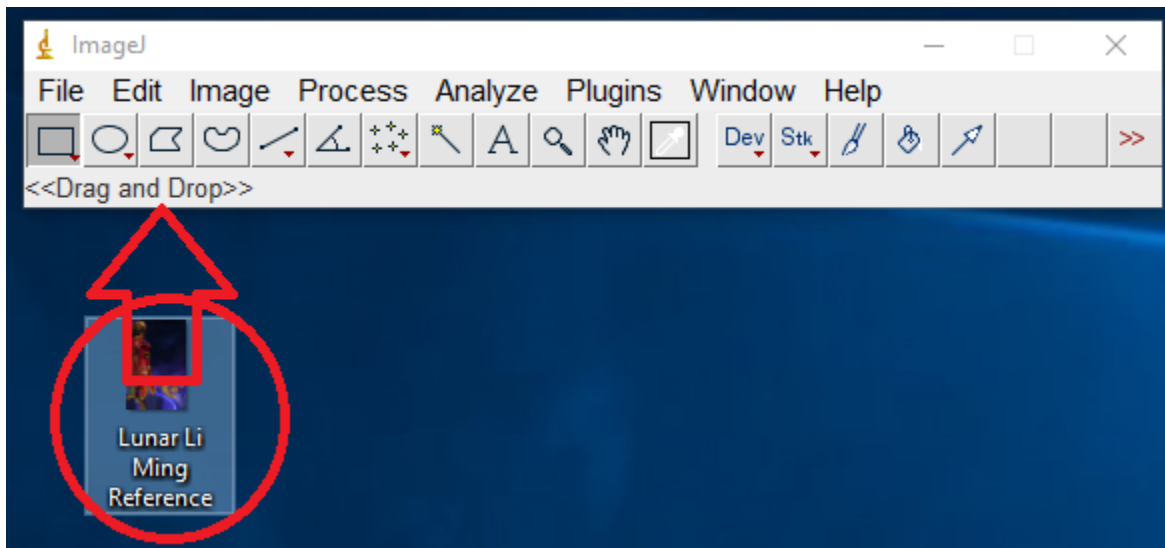 ImageJ
File Edit Image Process Analyze Plugins Window Help
A Dev Stk >>
<<Drag and Drop>>
Lunar Li
Ming
Reference